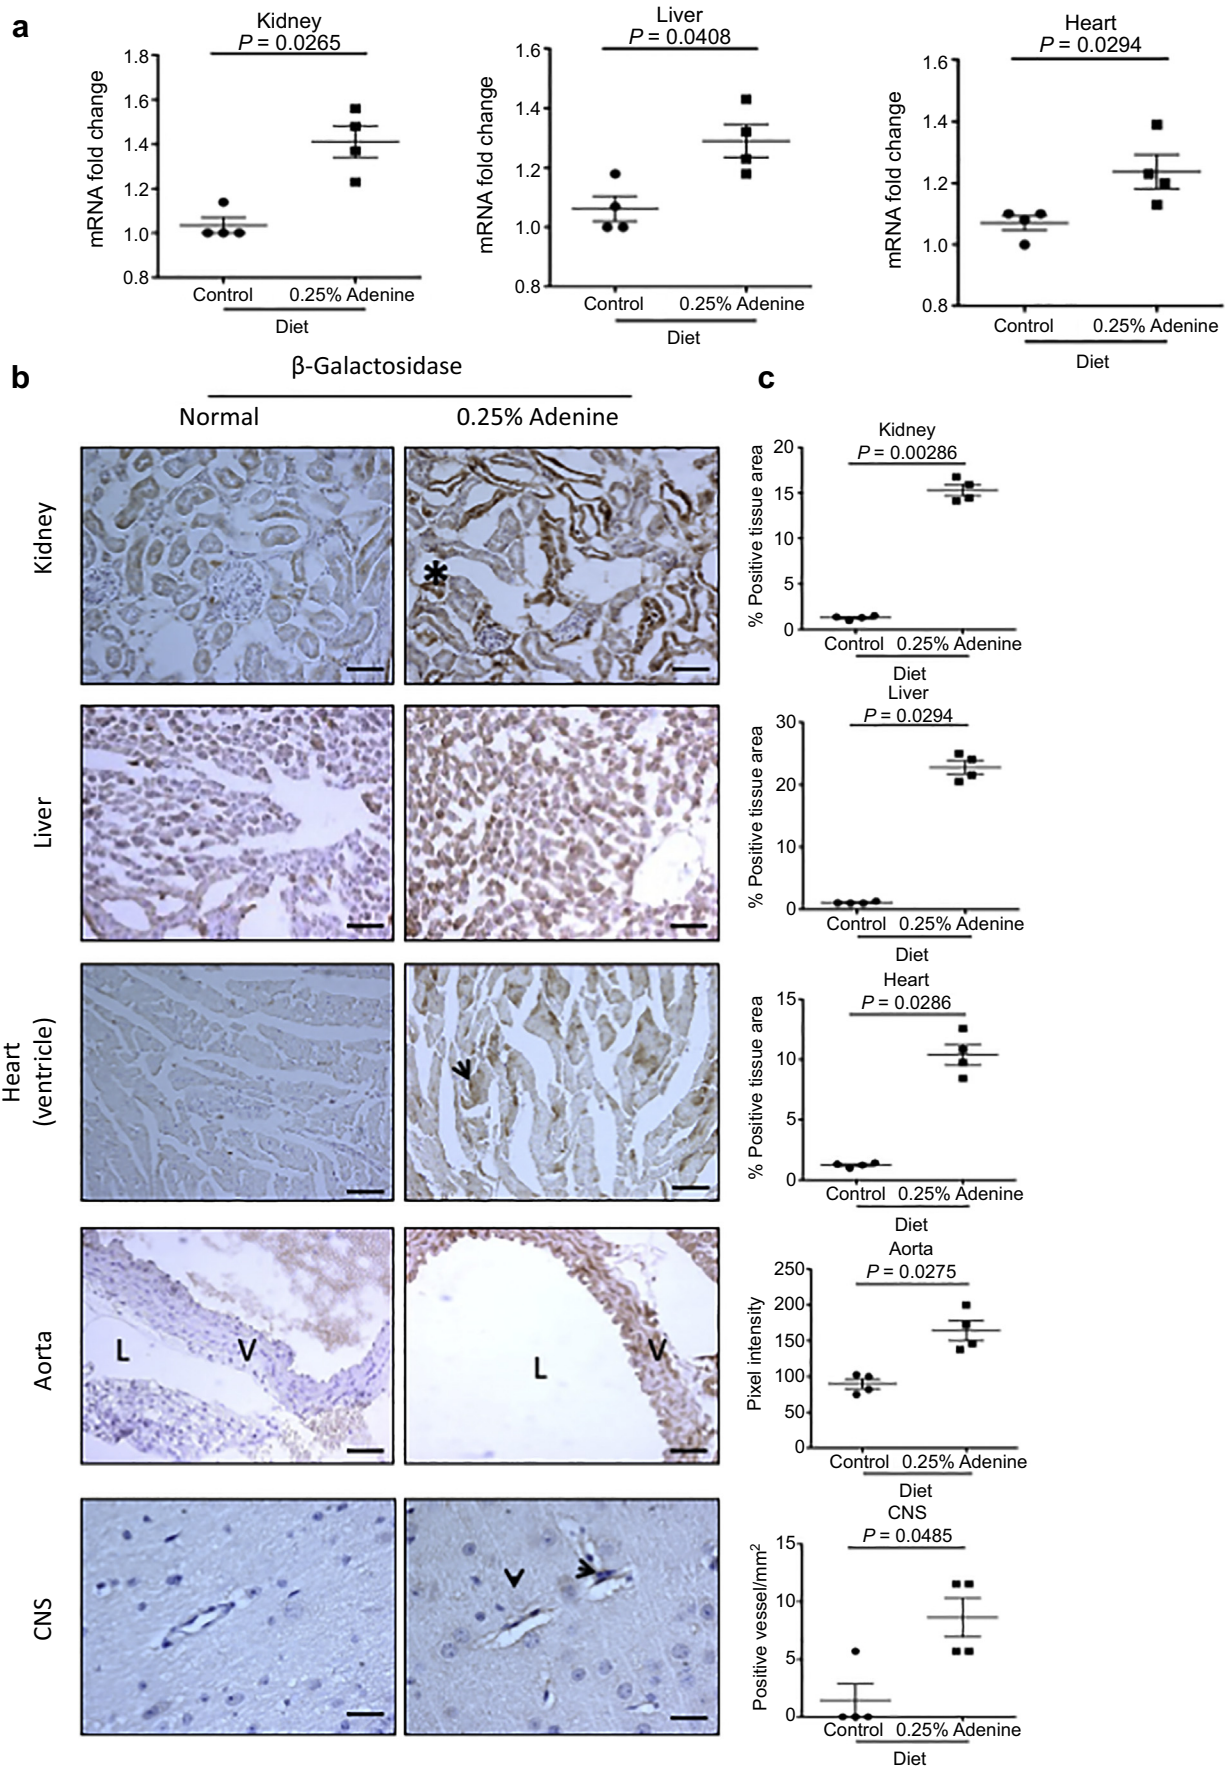 a
Kidney
P = 0.0265
mRNA fold change
1.8
1.6
1.4
1.2
1.0
0.8
Control 0.25% Adenine
Diet
Liver
P = 0.0408
mRNA fold change
1.6
1.4
1.2
1.0
0.8
Control 0.25% Adenine
Diet
Heart
P = 0.0294
mRNA fold change
1.6
1.4
1.2
1.0
0.8
Control 0.25% Adenine
Diet
b
β-Galactosidase
Normal 0.25% Adenine
Kidney
*
Liver
Heart
(ventricle)
Aorta
L V
L V
CNS
c
Kidney
P = 0.00286
% Positive tissue area
20
15
10
5
0
Control 0.25% Adenine
Diet
Liver
P = 0.0294
% Positive tissue area
30
20
10
0
Control 0.25% Adenine
Diet
Heart
P = 0.0286
% Positive tissue area
15
10
5
0
Control 0.25% Adenine
Diet
Aorta
P = 0.0275
Pixel intensity
250
200
150
100
50
0
Control 0.25% Adenine
Diet
CNS
P = 0.0485
Positive vessel/mm²
15
10
5
0
Control 0.25% Adenine
Diet